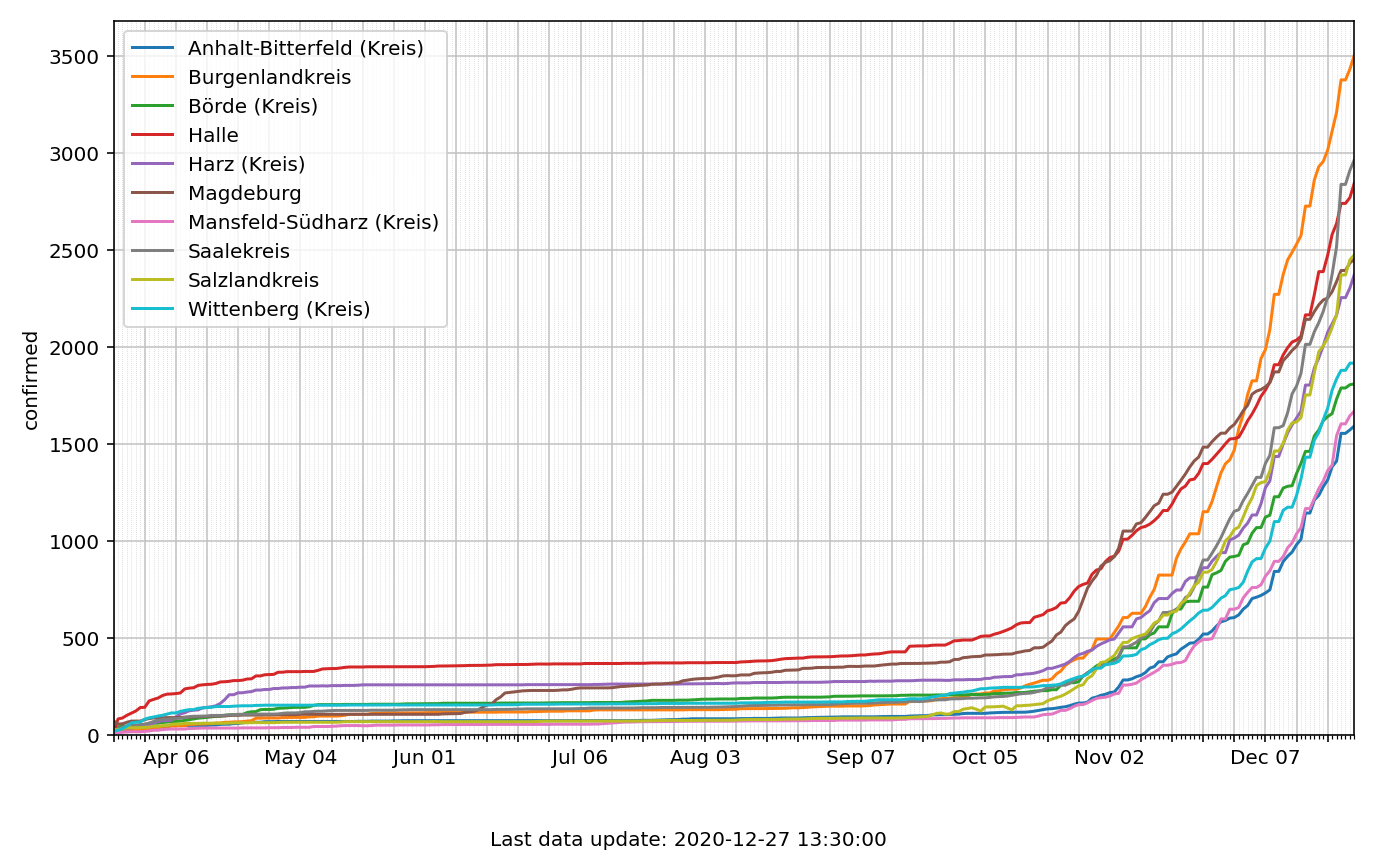 3500
3000
2500
2000
1500
1000
500
0
confirmed
Anhalt-Bitterfeld (Kreis)
Burgenlandkreis
Börde (Kreis)
Halle
Harz (Kreis)
Magdeburg
Mansfeld-Südharz (Kreis)
Saalekreis
Salzlandkreis
Wittenberg (Kreis)
Apr 06 May 04 Jun 01 Jul 06 Aug 03 Sep 07 Oct 05 Nov 02 Dec 07
Last data update: 2020-12-27 13:30:00